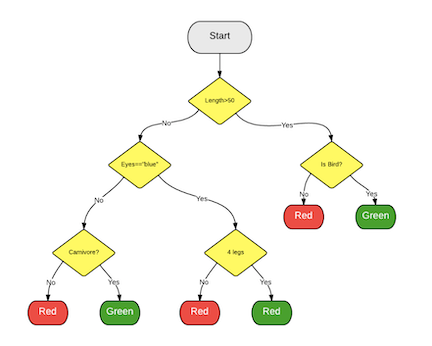 Start
Length>50
No
Yes
Eyes=="blue"
Is Bird?
No
Yes
No
Yes
Red
Green
Carnivore?
4 legs
No
Yes
No
Yes
Red
Green
Red
Red